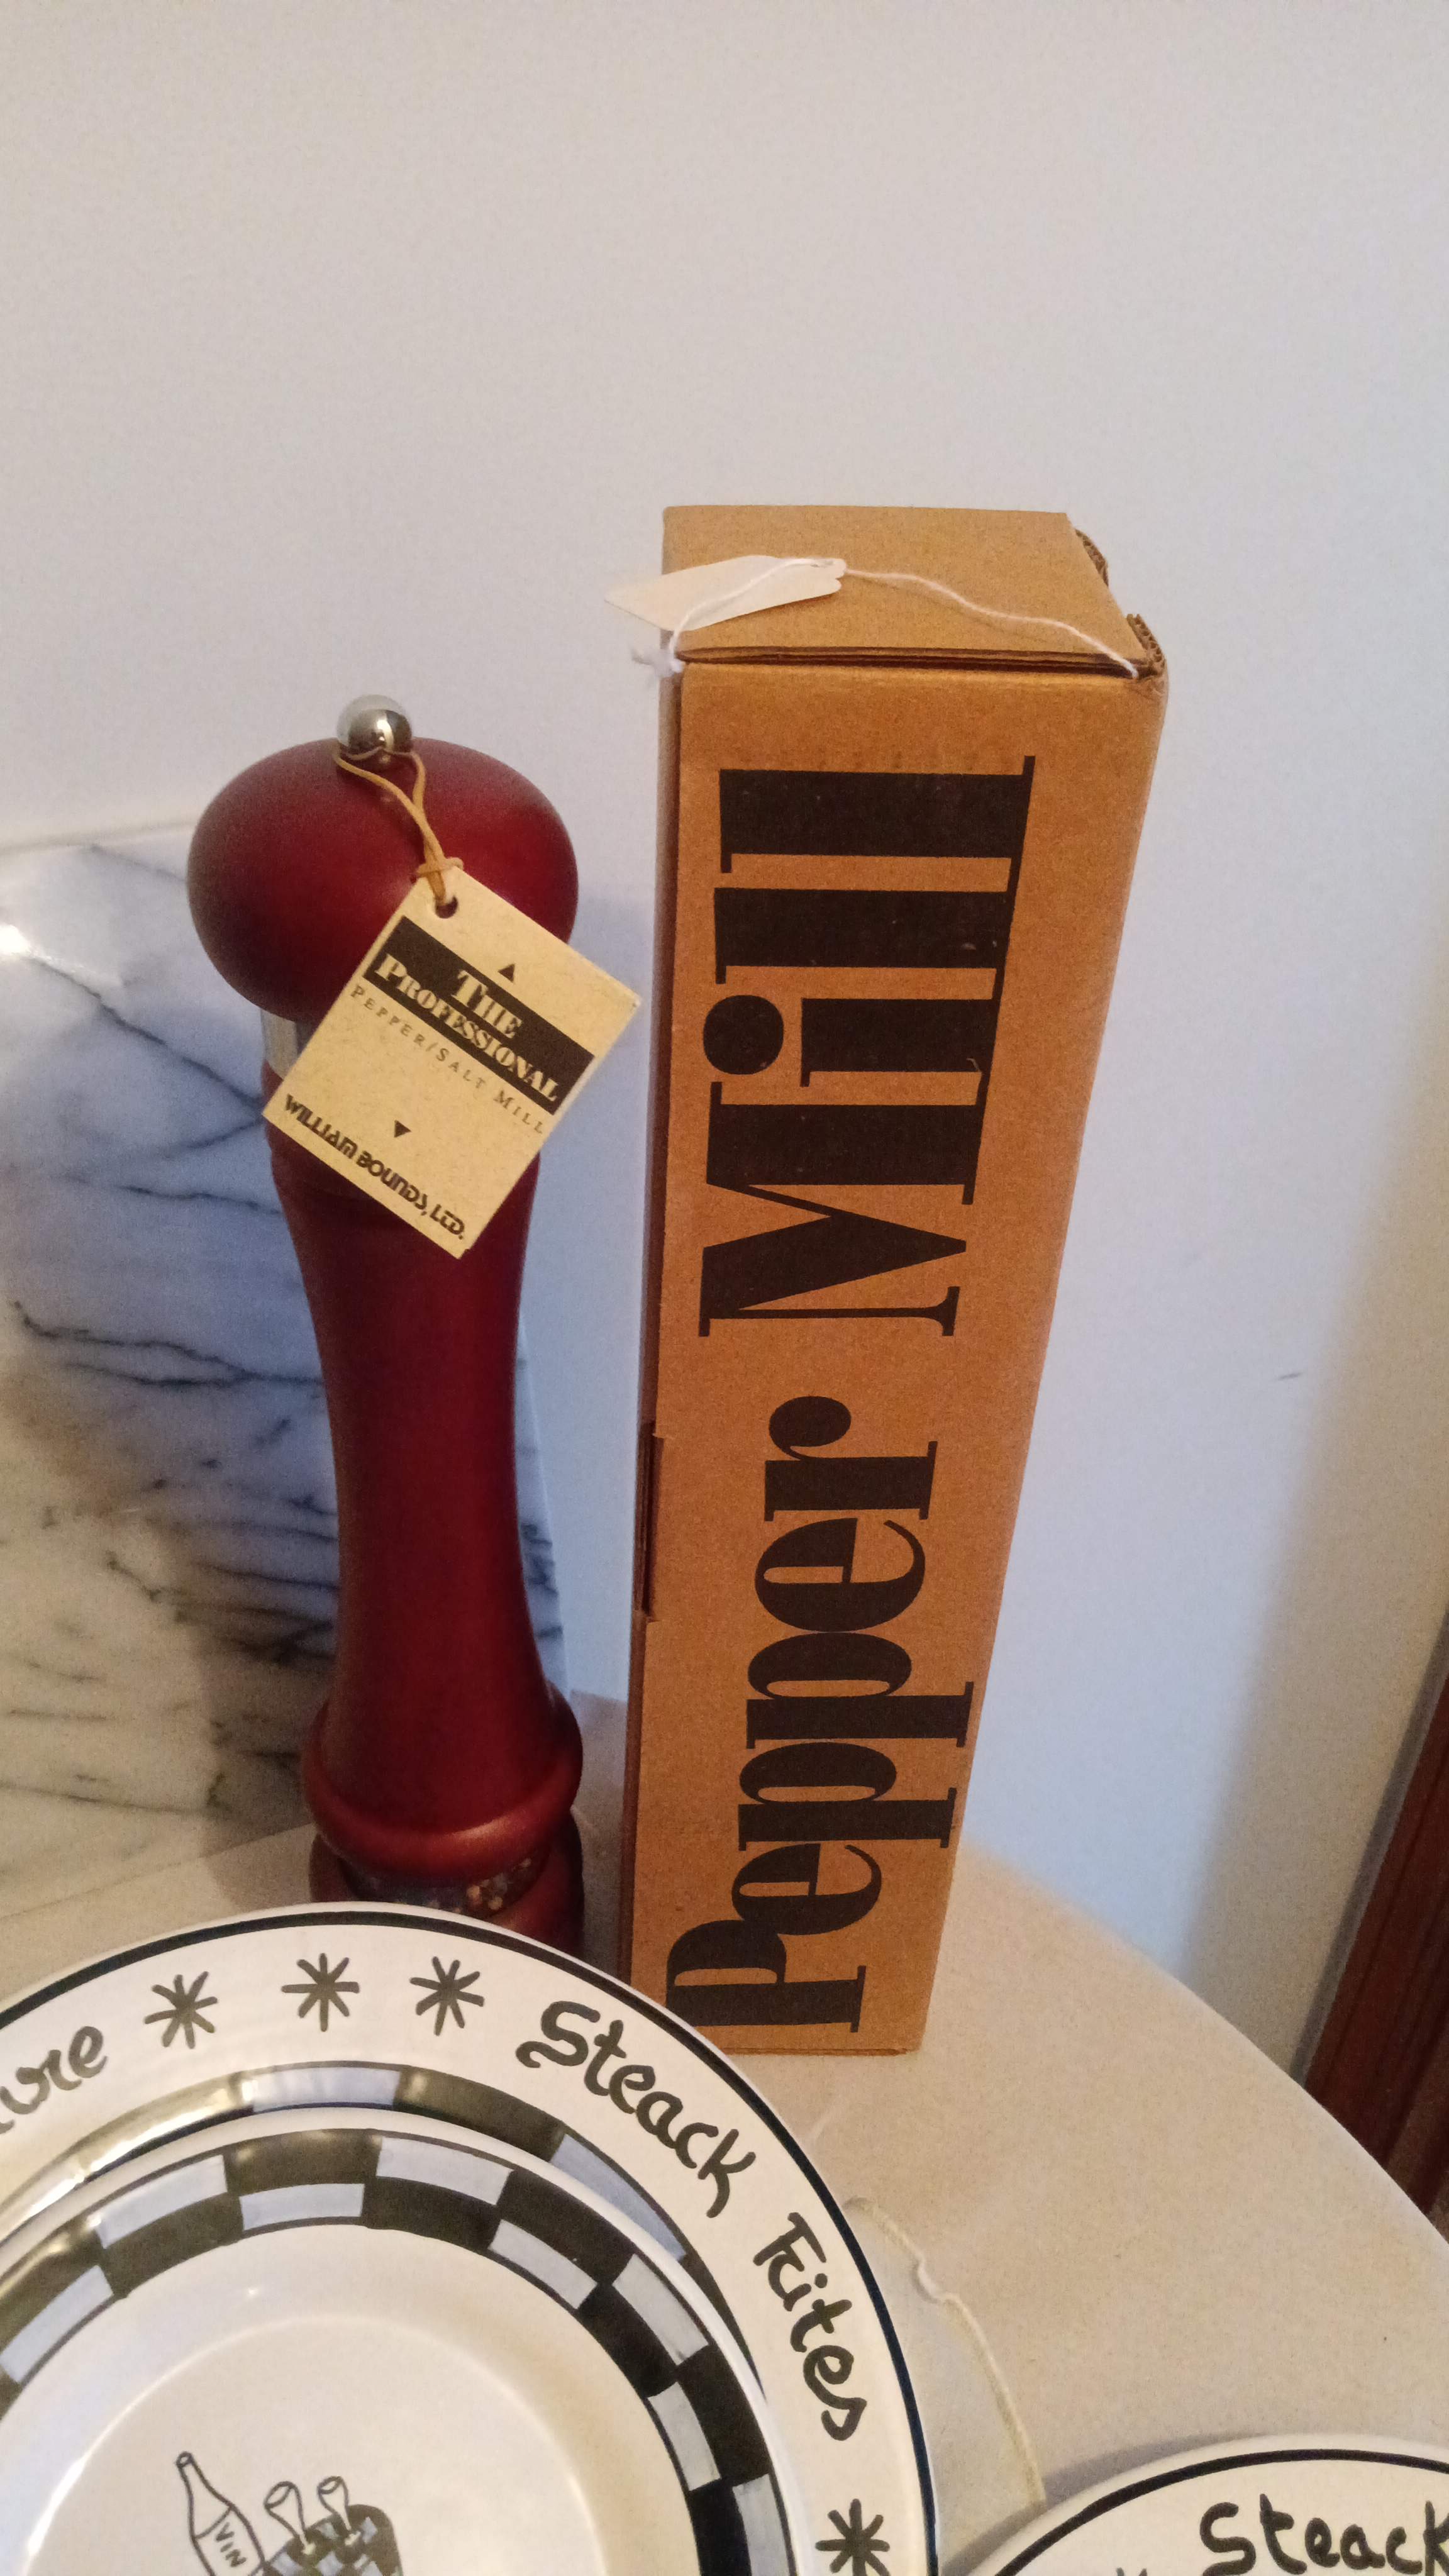 THE
PROFESSIONAL
PEPPER/SALT MILL
WILLIAM BOUNDS, LTD.
Pepper Mill
Steack Frites
VIN
Steack